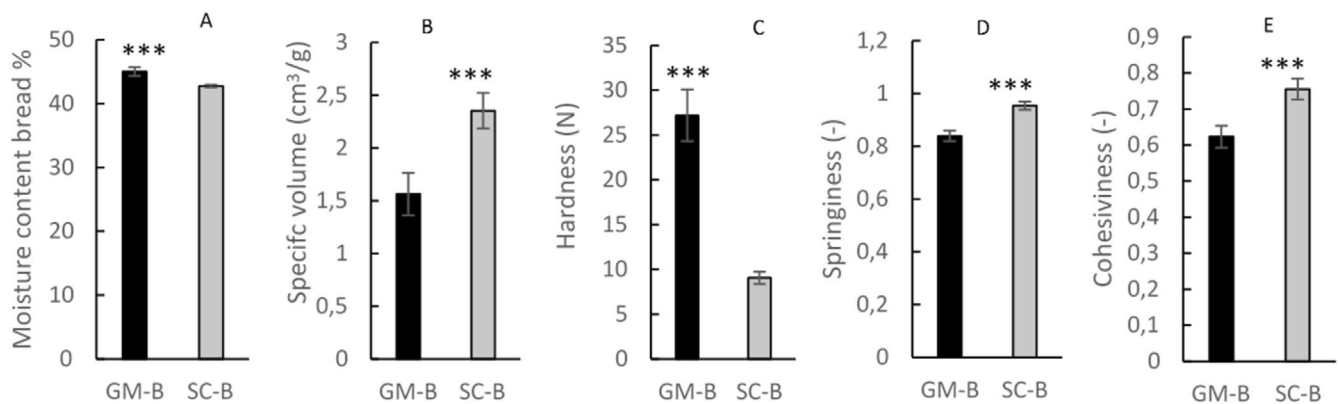 A
Moisture content bread %
50
40
30
20
10
0
***
GM-B SC-B
B
Specifc volume (cm³/g)
3
2,5
2
1,5
1
0,5
0
***
GM-B SC-B
C
Hardness (N)
35
30
25
20
15
10
5
0
***
GM-B SC-B
D
Springiness (-)
1,2
1
0,8
0,6
0,4
0,2
0
***
GM-B SC-B
E
Cohesiviness (-)
0,9
0,8
0,7
0,6
0,5
0,4
0,3
0,2
0,1
0
***
GM-B SC-B